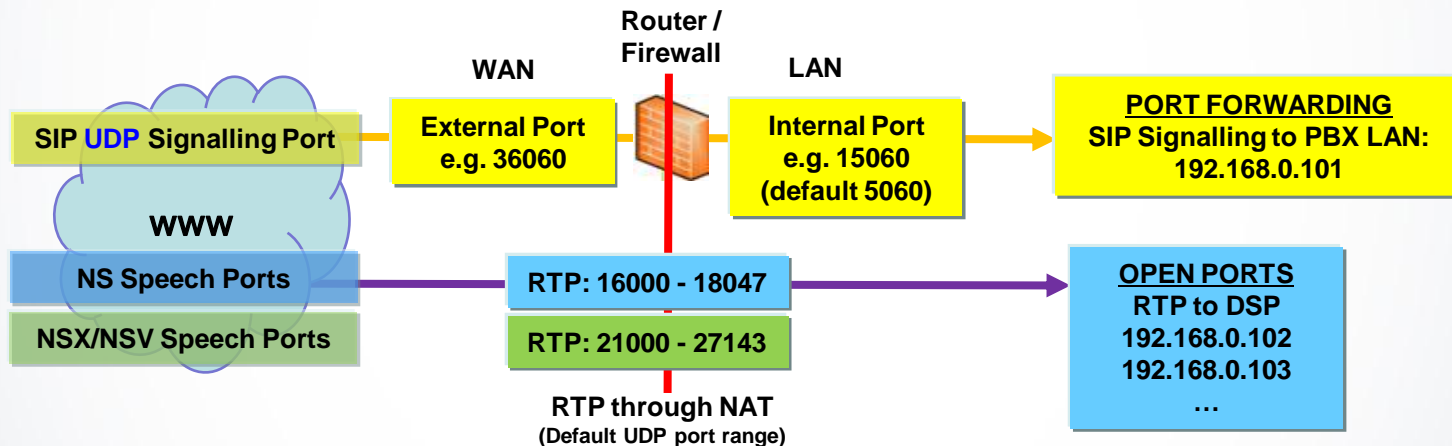 Router /
Firewall
WAN
LAN
SIP UDP Signalling Port
External Port
e.g. 36060
Internal Port
e.g. 15060
(default 5060)
PORT FORWARDING
SIP Signalling to PBX LAN:
192.168.0.101
WWW
NS Speech Ports
RTP: 16000 - 18047
NSX/NSV Speech Ports
RTP: 21000 - 27143
OPEN PORTS
RTP to DSP
192.168.0.102
192.168.0.103
…
RTP through NAT
(Default UDP port range)